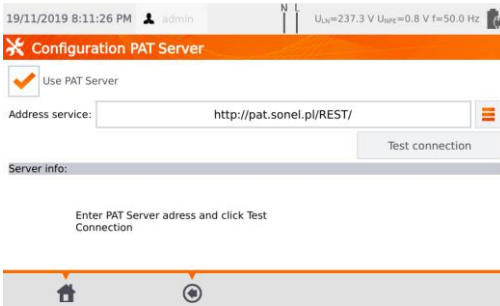 19/11/2019 8:11:26 PM admin N L U_LN=237.3 V U_NPE=0.8 V f=50.0 Hz
Configuration PAT Server
Use PAT Server
Address service: http://pat.sonel.pl/REST/
Test connection
Server info:
Enter PAT Server adress and click Test
Connection